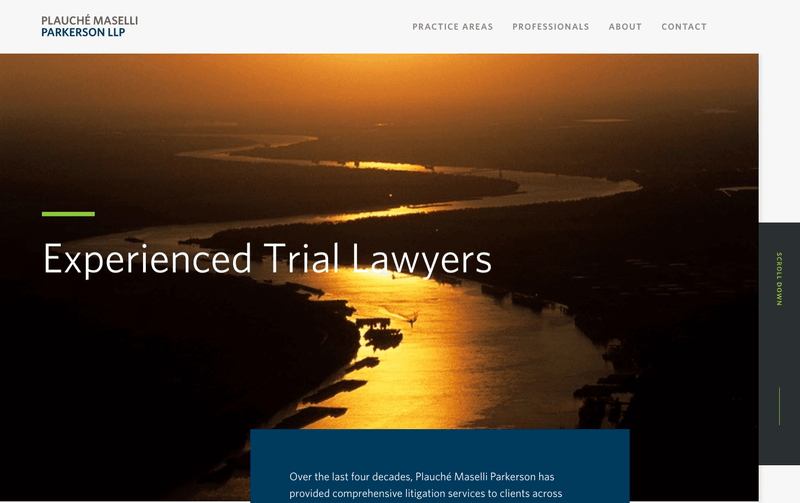 PLAUCHÉ MASELLI
PARKERSON LLP
PRACTICE AREAS
PROFESSIONALS
ABOUT
CONTACT
Experienced Trial Lawyers
SCROLL DOWN
Over the last four decades, Plauché Maselli Parkerson has
provided comprehensive litigation services to clients across